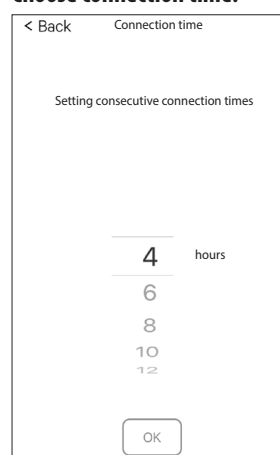 Choose connection time:
< Back Connection time
Setting consecutive connection times
4 hours
6
8
10
12
OK